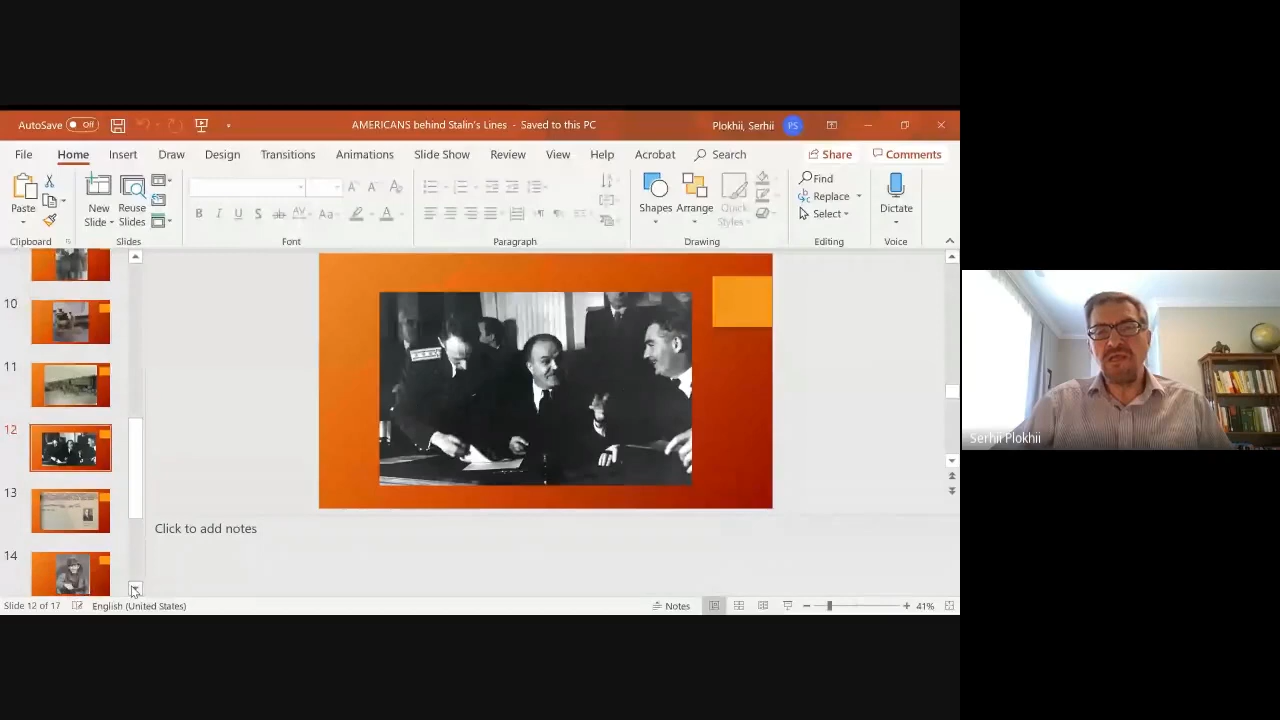 AutoSave Off AMERICANS behind Stalin's Lines - Saved to this PC Plokhii, Serhii PS
File Home Insert Draw Design Transitions Animations Slide Show Review View Help Acrobat Search Share Comments
Paste New Slide Reuse Slides B I U S ab AV Aa A Shapes Arrange Quick Styles Find Replace Select Dictate
Clipboard Slides Font Paragraph Drawing Editing Voice
10
11
12
13
14
Click to add notes
Slide 12 of 17 English (United States) Notes 41%
Serhii Plokhii